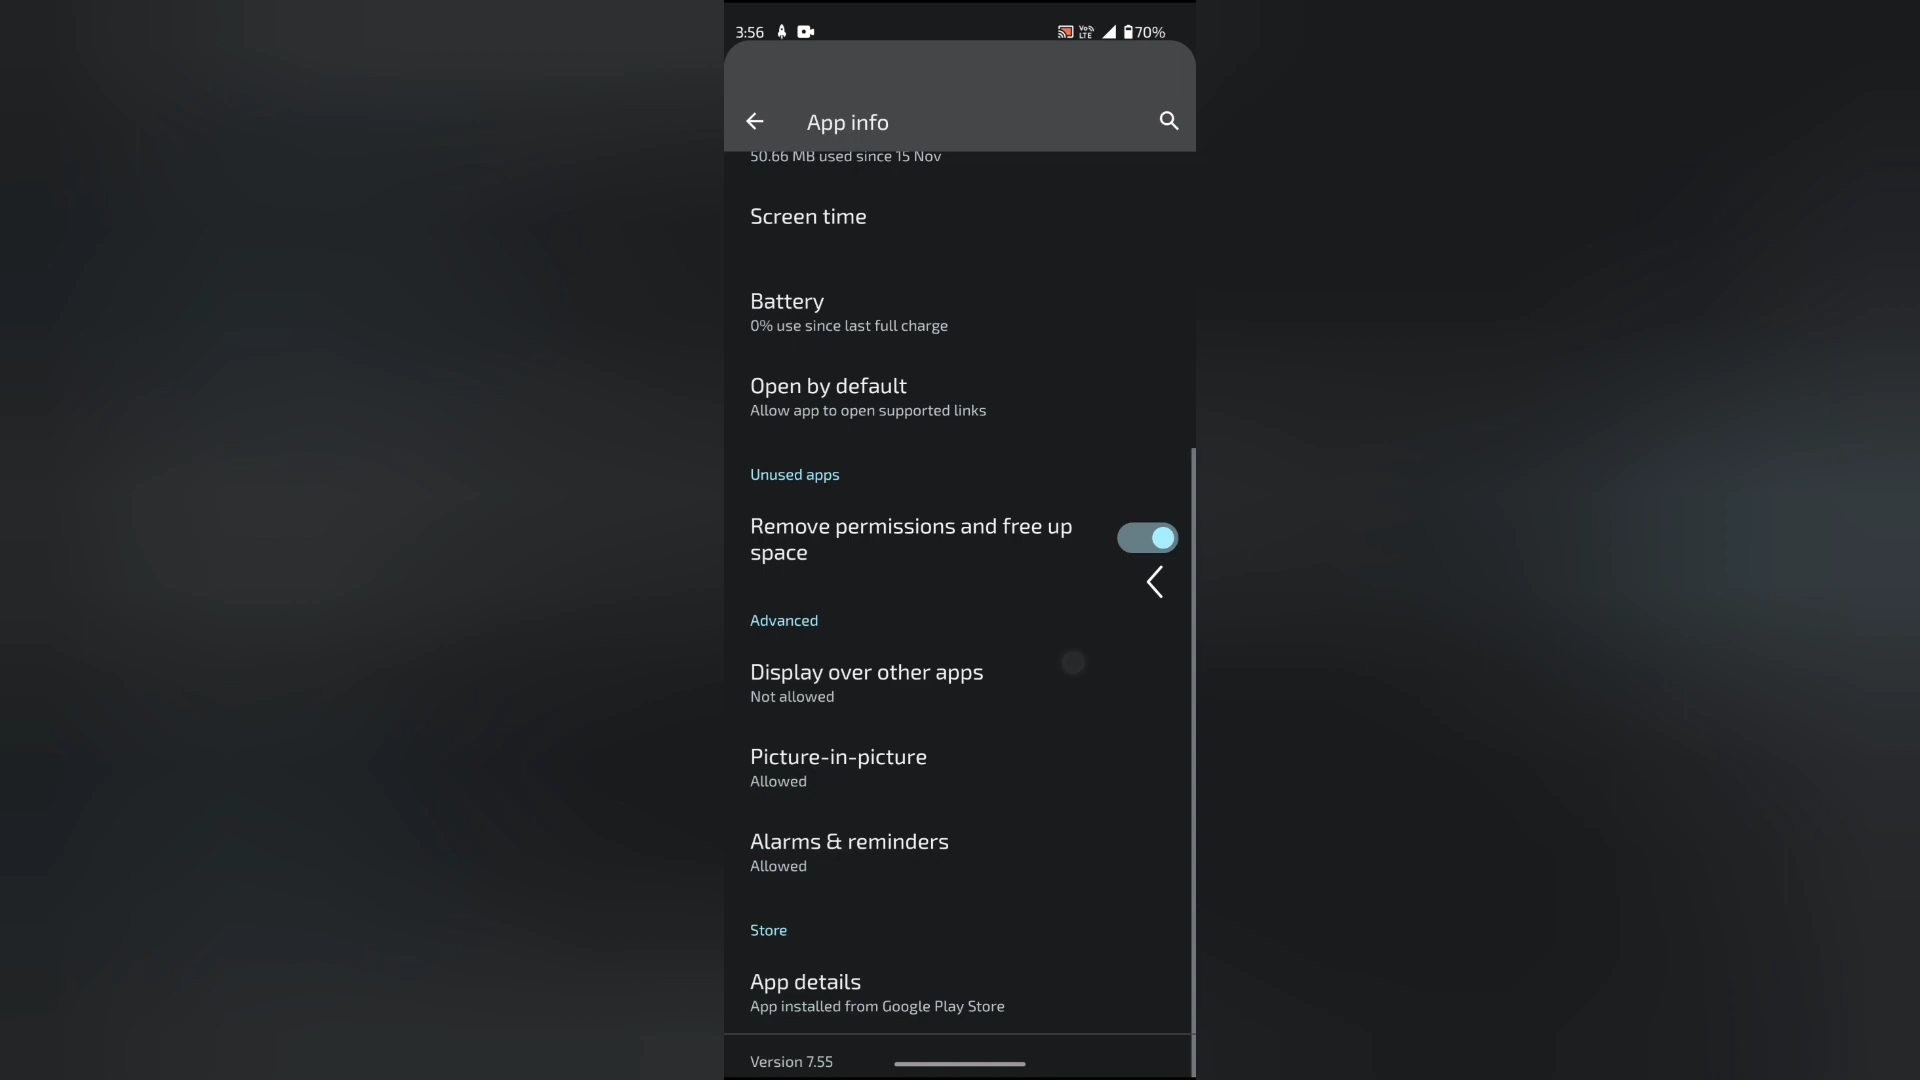 3:56
Vo LTE
70%
App info
50.66 MB used since 15 Nov
Screen time
Battery
0% use since last full charge
Open by default
Allow app to open supported links
Unused apps
Remove permissions and free up
space
Advanced
Display over other apps
Not allowed
Picture-in-picture
Allowed
Alarms & reminders
Allowed
Store
App details
App installed from Google Play Store
Version 7.55